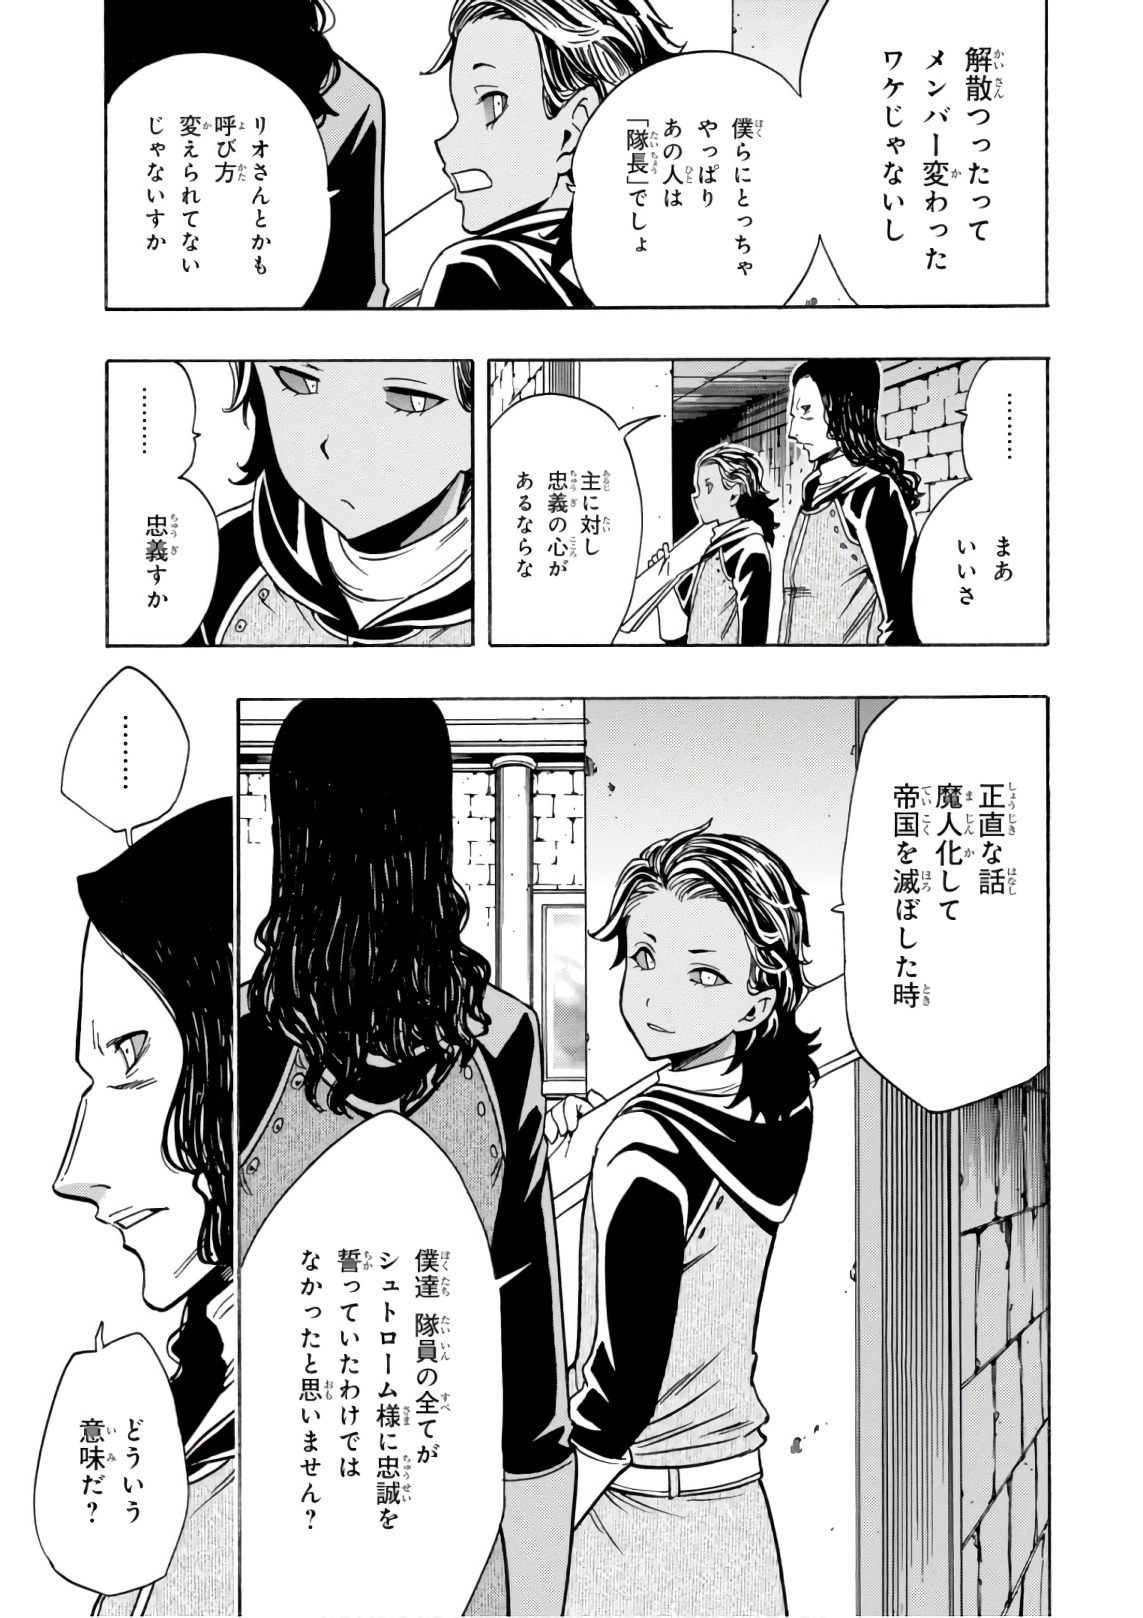 解散つったって
メンバー変わった
ワケじゃないし
僕らにとっちゃ
やっぱり
あの人は
「隊長」でしょ
リオさんとかも
呼び方
変えられてない
じゃないすか
………
まあ
いいさ
主に対し
忠義の心が
あるならな
………
忠義すか
正直な話
魔人化して
帝国を滅ぼした時
僕達 隊員の全てが
シュトローム様に忠誠を
誓っていたわけでは
なかったと思いません?
………
どういう
意味だ?